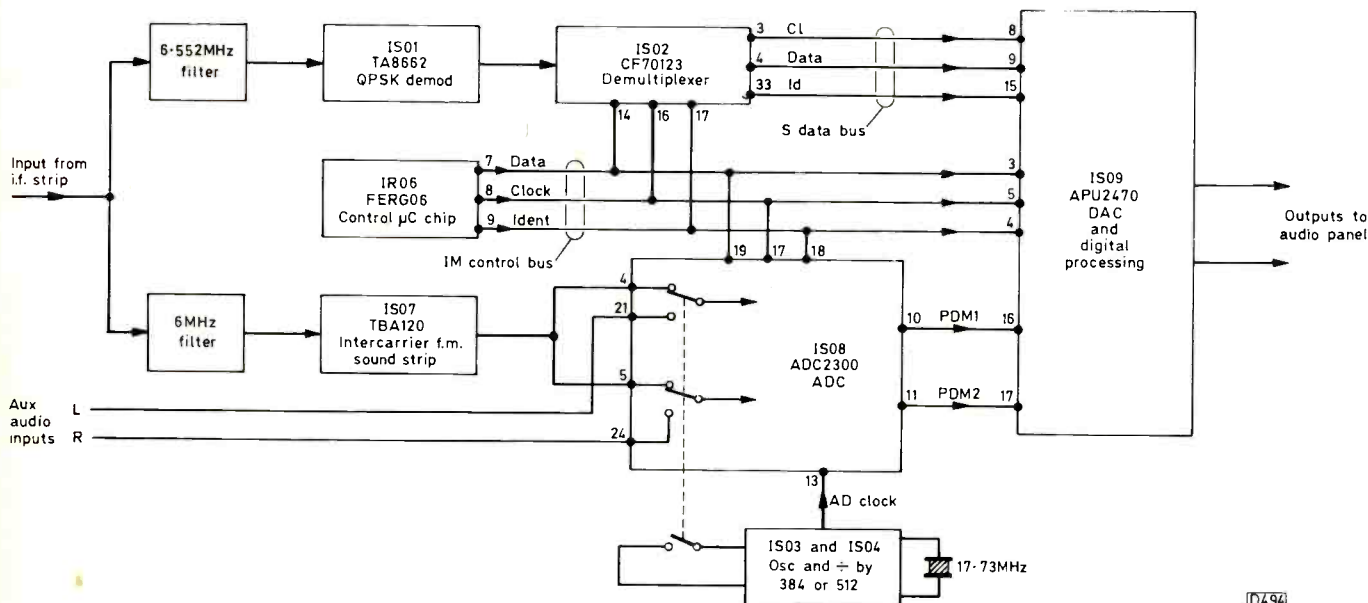 6·552MHz
filter
IS01
TA8662
QPSK demod
IS02
CF70123
Demultiplexer
3
Cl
8
4
Data
9
33
Id
15
S data bus
14
16
17
Input from
i.f. strip
IR06
FERG06
Control µC chip
7
Data
3
8
Clock
5
9
Ident
4
IM control bus
19
17
18
IS09
APU2470
DAC
and
digital
processing
Outputs to
audio panel
6MHz
filter
IS07
TBA120
Intercarrier f.m.
sound strip
4
21
5
24
IS08
ADC2300
ADC
10
PDM1
16
11
PDM2
17
Aux
audio
inputs
L
R
13
AD clock
IS03 and IS04
Osc and ÷ by
384 or 512
17·73MHz
D494